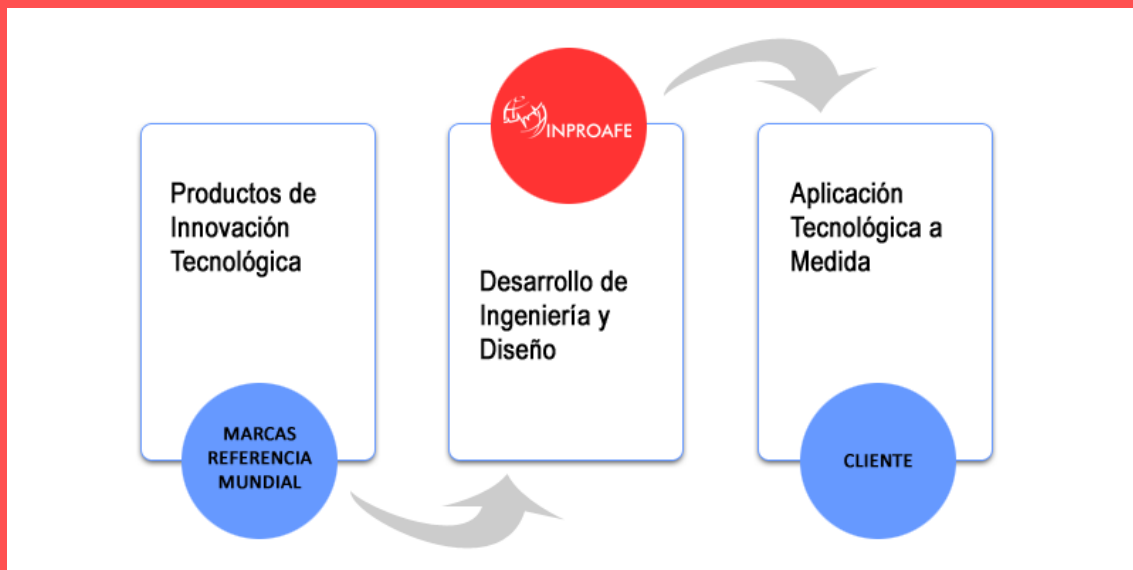 Productos de
Innovación
Tecnológica
MARCAS
REFERENCIA
MUNDIAL
INPROAFE
Desarrollo de
Ingeniería y
Diseño
Aplicación
Tecnológica a
Medida
CLIENTE